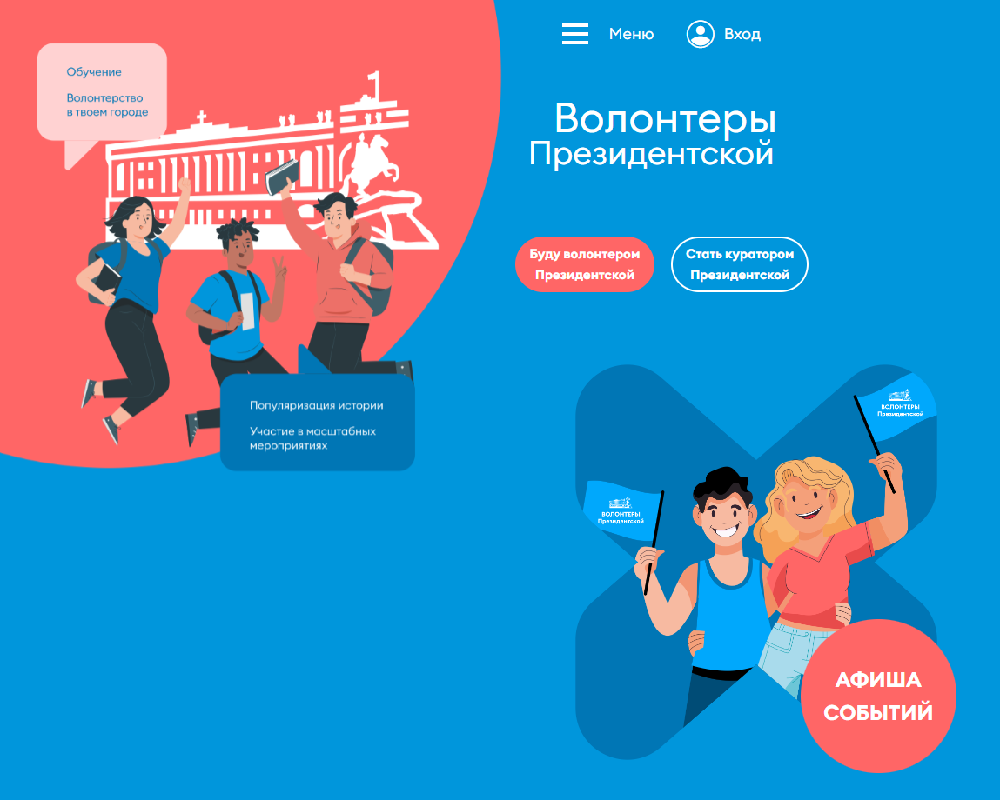 Меню
Вход
Обучение
Волонтерство
в твоем городе
Волонтеры
Президентской
Буду волонтером
Президентской
Стать куратором
Президентской
Популяризация истории
Участие в масштабных
мероприятиях
ВОЛОНТЕРЫ
Президентской
ВОЛОНТЕРЫ
Президентской
АФИША
СОБЫТИЙ